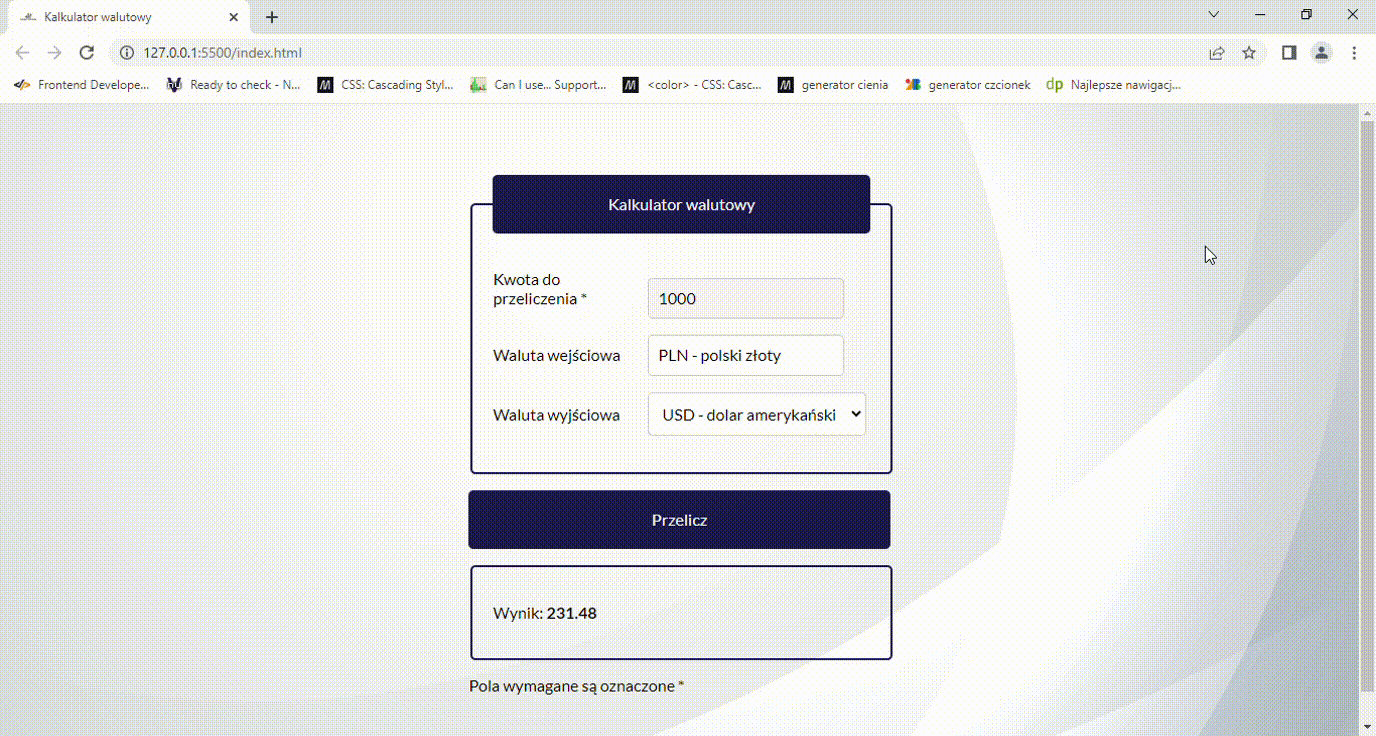 Kalkulator walutowy
127.0.0.1:5500/index.html
Frontend Develope... Ready to check - N... CSS: Cascading Styl... Can I use... Support... <color> - CSS: Casc... generator cienia generator czcionek dp Najlepsze nawigacj...
Kalkulator walutowy
Kwota do
przeliczenia *
1000
Waluta wejściowa PLN - polski złoty
Waluta wyjściowa USD - dolar amerykański
Przelicz
Wynik: 231.48
Pola wymagane są oznaczone *